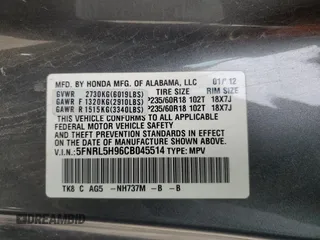 MFD. BY HONDA MFG. OF ALABAMA, LLC 01/12
GVWR 2730KG(6019LBS) TIRE SIZE RIM SIZE
GAWR F 1320KG(2910LBS) P235/60R18 102T 18X7J
GAWR R 1515KG(3340LBS) P235/60R18 102T 18X7J
THIS VEHICLE CONFORMS TO ALL APPLICABLE FEDERAL
MOTOR VEHICLE SAFETY AND THEFT PREVENTION
STANDARDS IN EFFECT ON THE DATE OF
MANUFACTURE SHOWN ABOVE.
V.I.N.: 5FNRL5H96CB045514 TYPE: MPV
TK8 C AG5 -NH737M -B -B
DREAMBID